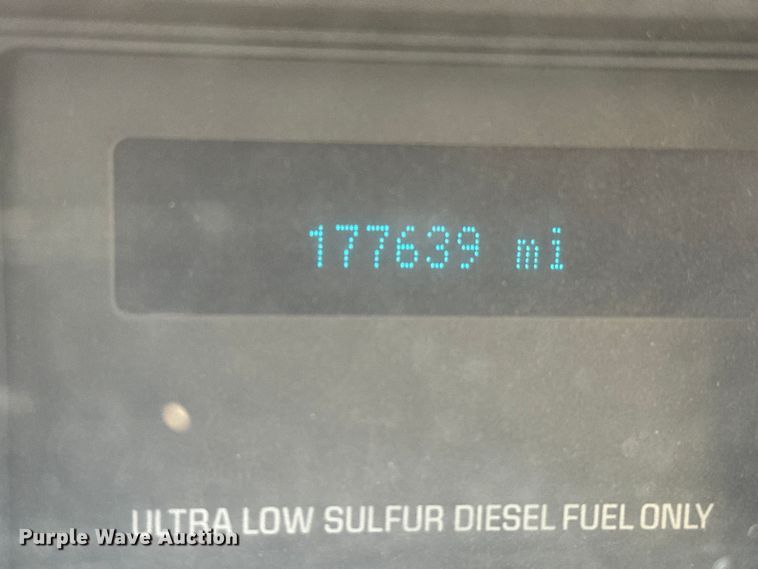 177639 mi
ULTRA LOW SULFUR DIESEL FUEL ONLY
Purple Wave Auction